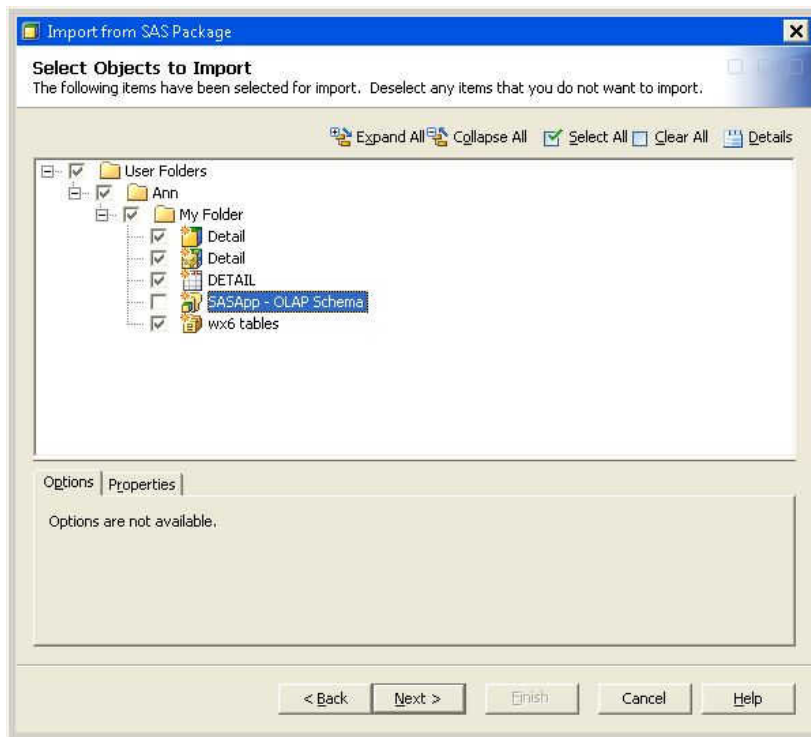 Import from SAS Package
Select Objects to Import
The following items have been selected for import. Deselect any items that you do not want to import.
Expand All Collapse All Select All Clear All Details
User Folders
Ann
My Folder
Detail
Detail
DETAIL
SASApp - OLAP Schema
wx6 tables
Options Properties
Options are not available.
< Back Next > Finish Cancel Help